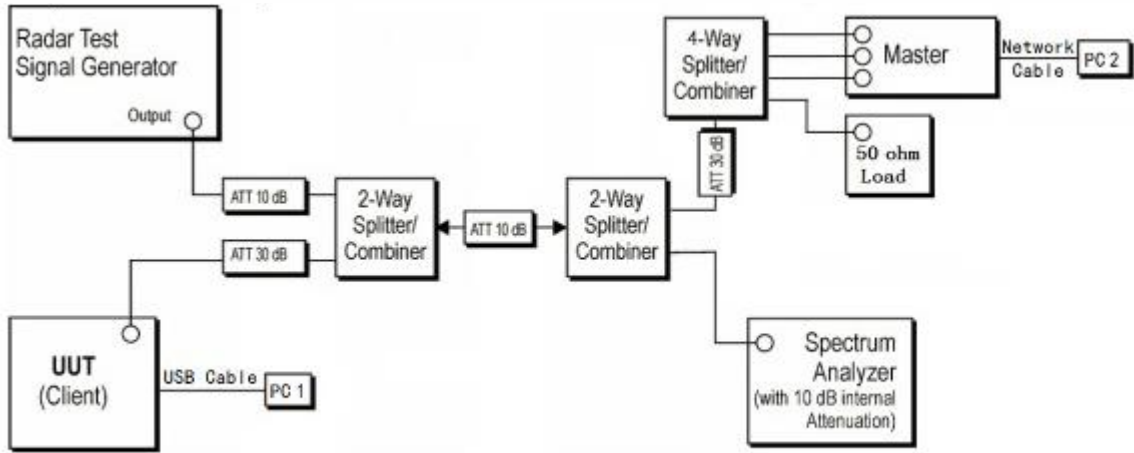 Radar Test
Signal Generator
Output
ATT 10 dB
ATT 30 dB
2-Way
Splitter/
Combiner
ATT 10 dB
2-Way
Splitter/
Combiner
ATT 30 dB
4-Way
Splitter/
Combiner
Master
Network
Cable
PC 2
50 ohm
Load
UUT
(Client)
USB Cable
PC 1
Spectrum
Analyzer
(with 10 dB internal
Attenuation)